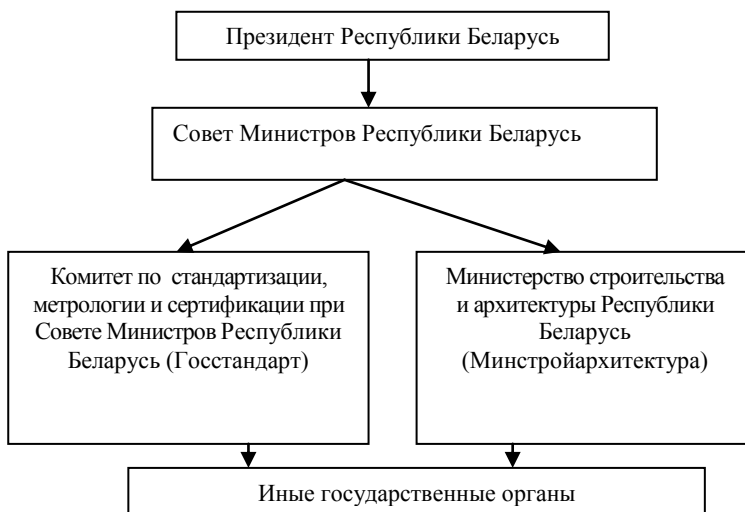 Президент Республики Беларусь
Совет Министров Республики Беларусь
Комитет по стандартизации,
метрологии и сертификации при
Совете Министров Республики
Беларусь (Госстандарт)
Министерство строительства
и архитектуры Республики
Беларусь
(Минстройархитектура)
Иные государственные органы